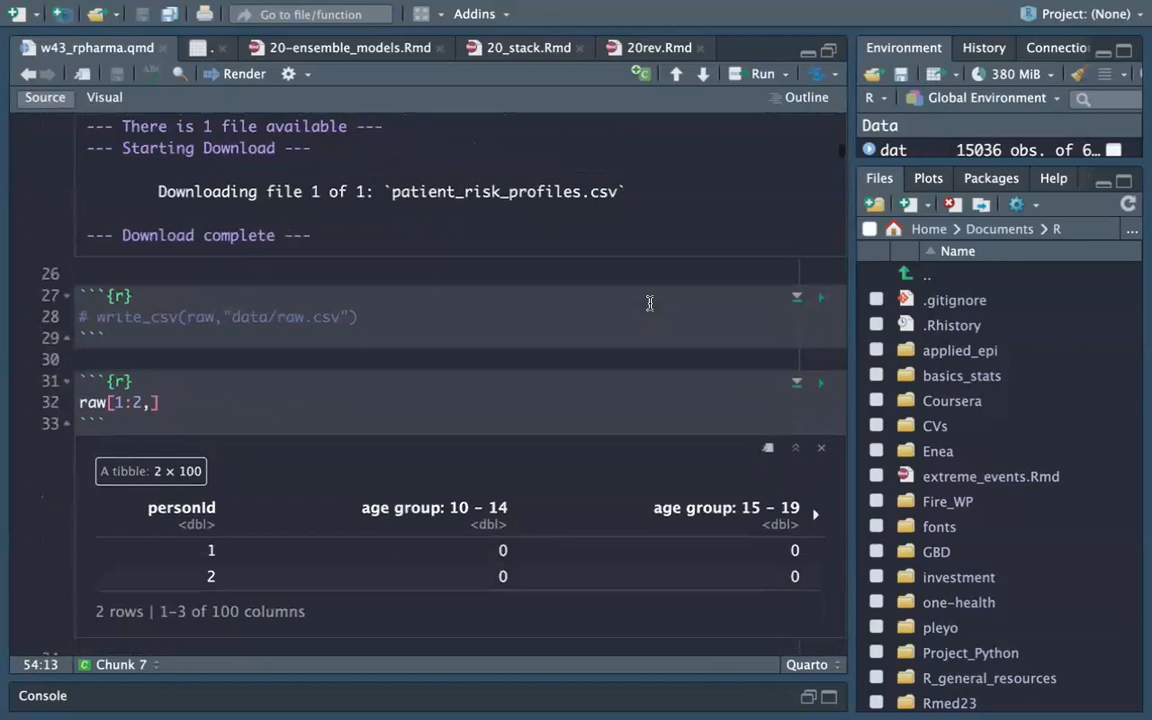 Go to file/function
Addins
Project: (None)
w43_rpharma.qmd
.
20-ensemble_models.Rmd
20_stack.Rmd
20rev.Rmd
Render
Run
Source
Visual
Outline
--- There is 1 file available ---
--- Starting Download ---
Downloading file 1 of 1: `patient_risk_profiles.csv`
--- Download complete ---
26
27 ```{r}
28 # write_csv(raw,"data/raw.csv")
29 ```
30
31 ```{r}
32 raw[1:2,]
33 ```
A tibble: 2 × 100
personId age group: 10 - 14 age group: 15 - 19
<dbl> <dbl> <dbl>
1 0 0
2 0 0
2 rows | 1-3 of 100 columns
54:13
Chunk 7
Quarto
Console
Environment
History
Connectio
380 MiB
R
Global Environment
Data
dat 15036 obs. of 6...
Files
Plots
Packages
Help
Home
Documents
R
...
Name
..
.gitignore
.Rhistory
applied_epi
basics_stats
Coursera
CVs
Enea
extreme_events.Rmd
Fire_WP
fonts
GBD
investment
one-health
pleyo
Project_Python
R_general_resources
Rmed23